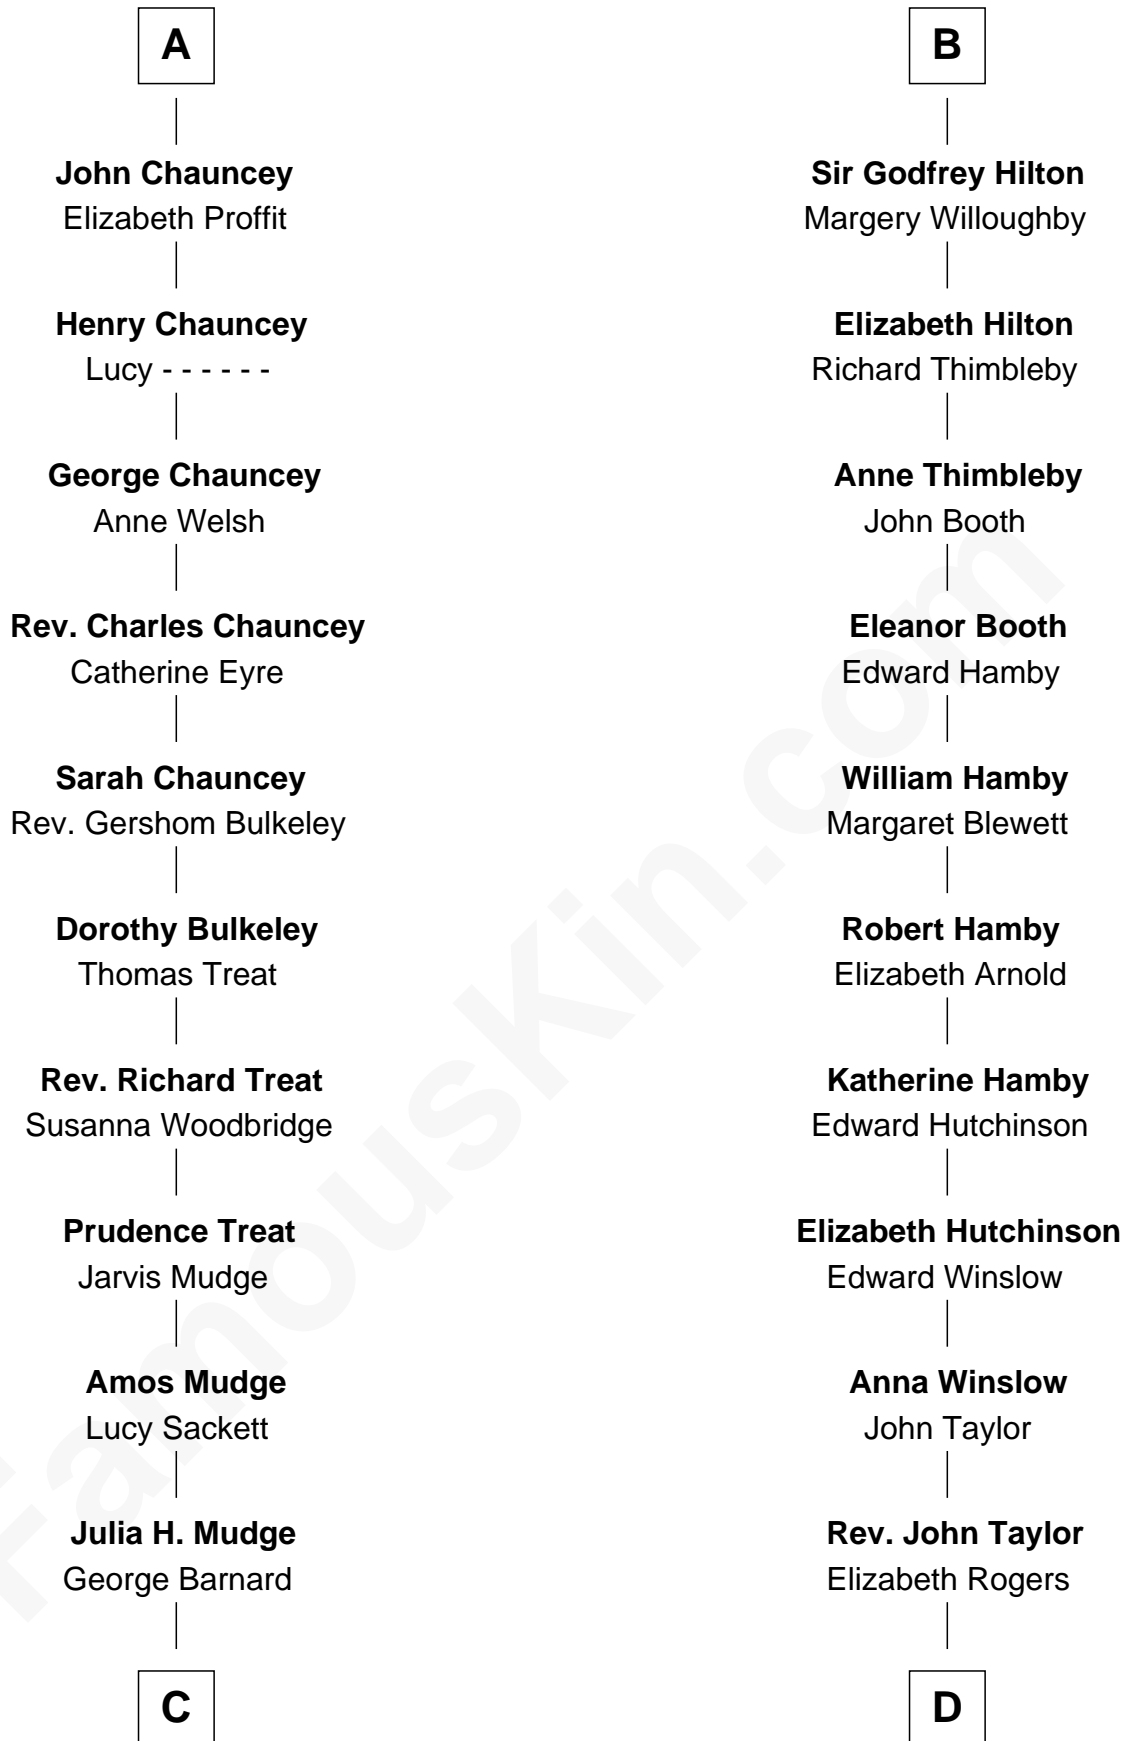 A
John Chauncey
Elizabeth Proffit
Henry Chauncey
Lucy - - - - - -
George Chauncey
Anne Welsh
Rev. Charles Chauncey
Catherine Eyre
Sarah Chauncey
Rev. Gershom Bulkeley
Dorothy Bulkeley
Thomas Treat
Rev. Richard Treat
Susanna Woodbridge
Prudence Treat
Jarvis Mudge
Amos Mudge
Lucy Sackett
Julia H. Mudge
George Barnard
C
B
Sir Godfrey Hilton
Margery Willoughby
Elizabeth Hilton
Richard Thimbleby
Anne Thimbleby
John Booth
Eleanor Booth
Edward Hamby
William Hamby
Margaret Blewett
Robert Hamby
Elizabeth Arnold
Katherine Hamby
Edward Hutchinson
Elizabeth Hutchinson
Edward Winslow
Anna Winslow
John Taylor
Rev. John Taylor
Elizabeth Rogers
D
FamousKin.com